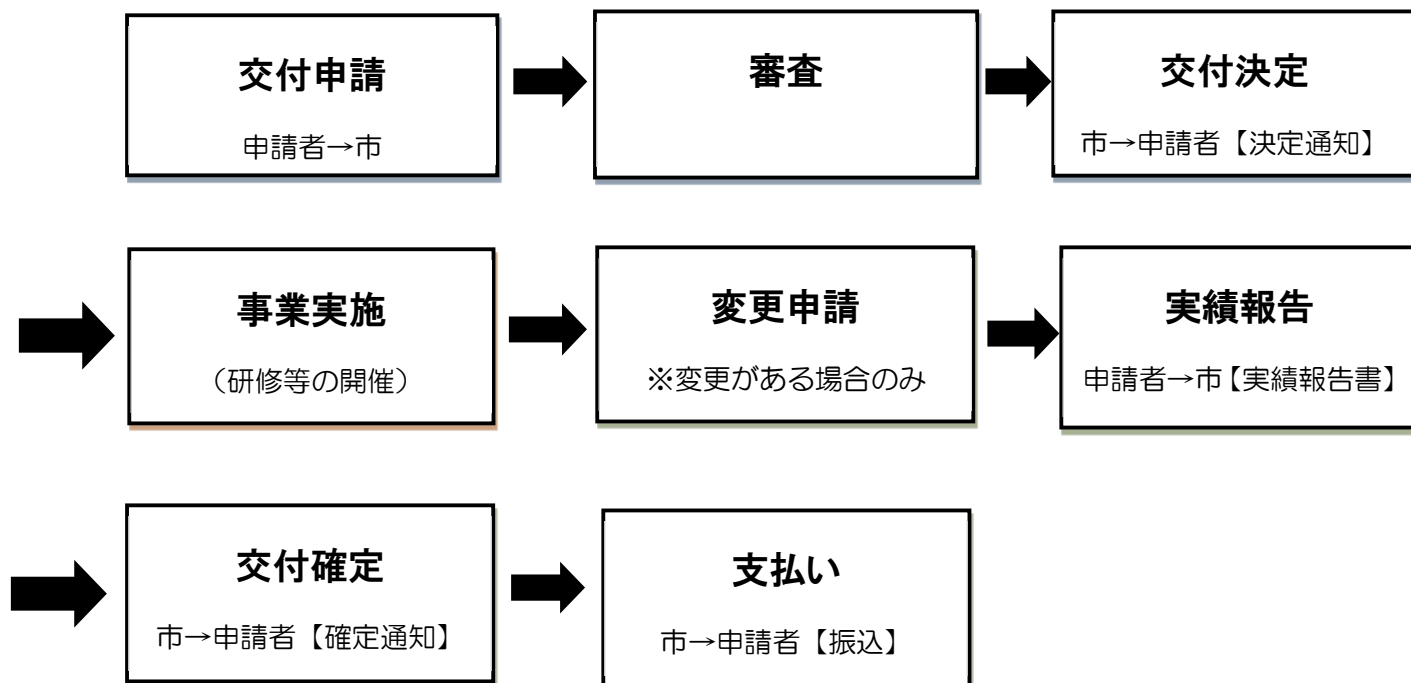 交付申請
申請者→市
審査
交付決定
市→申請者【決定通知】
事業実施
（研修等の開催）
変更申請
※変更がある場合のみ
実績報告
申請者→市【実績報告書】
交付確定
市→申請者【確定通知】
支払い
市→申請者【振込】